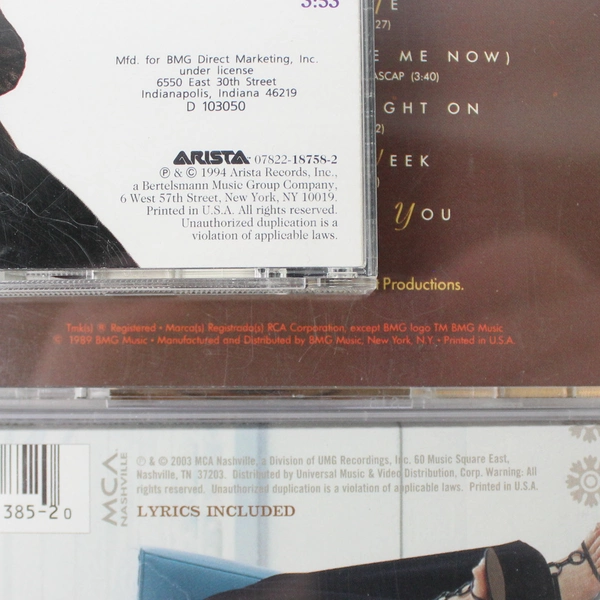 3:53
Mfd. for BMG Direct Marketing, Inc.
under license
6550 East 30th Street
Indianapolis, Indiana 46219
D 103050
ARISTA 07822-18758-2
℗ & © 1994 Arista Records, Inc.,
a Bertelsmann Music Group Company,
6 West 57th Street, New York, NY 10019.
Printed in U.S.A. All rights reserved.
Unauthorized duplication is a
violation of applicable laws.
E
27)
E ME NOW)
ASCAP (3:40)
GHT ON
2)
EEK
)
YOU
Productions.
Tmk(s) ® Registered • Marca(s) Registrada(s) RCA Corporation, except BMG logo TM BMG Music
© 1989 BMG Music • Manufactured and Distributed by BMG Music, New York, N.Y. • Printed in U.S.A.
385-2 0
MCA
NASHVILLE
℗ & © 2003 MCA Nashville, a Division of UMG Recordings, Inc. 60 Music Square East,
Nashville, TN 37203. Distributed by Universal Music & Video Distribution, Corp. Warning: All
rights reserved. Unauthorized duplication is a violation of applicable laws. Printed in U.S.A.
LYRICS INCLUDED